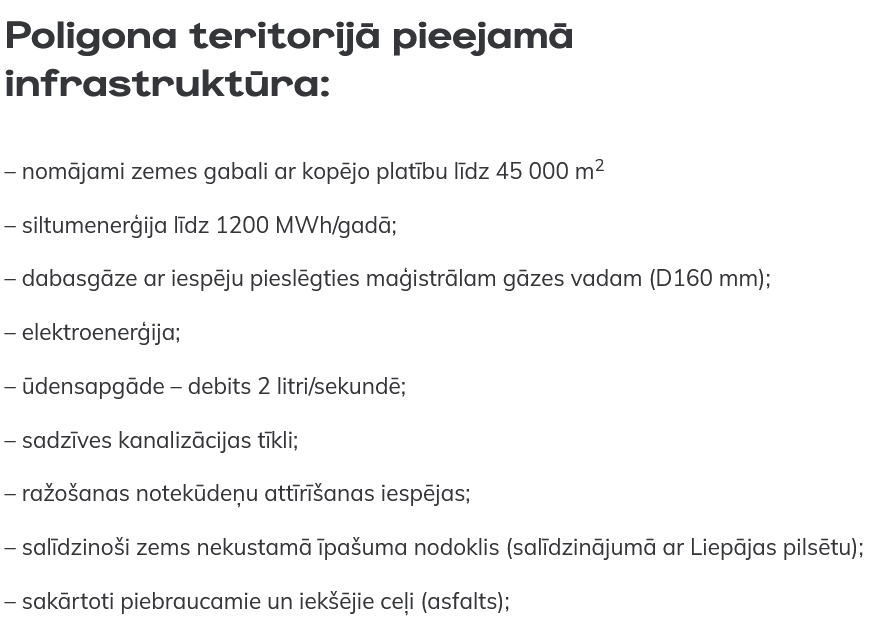 Poligona teritorijā pieejamā
infrastruktūra:
– nomājami zemes gabali ar kopējo platību līdz 45 000 m²
– siltumenerģija līdz 1200 MWh/gadā;
– dabasgāze ar iespēju pieslēgties maģistrālam gāzes vadam (D160 mm);
– elektroenerģija;
– ūdensapgāde – debits 2 litri/sekundē;
– sadzīves kanalizācijas tīkli;
– ražošanas notekūdeņu attīrīšanas iespējas;
– salīdzinoši zems nekustamā īpašuma nodoklis (salīdzinājumā ar Liepājas pilsētu);
– sakārtoti piebraucamie un iekšējie ceļi (asfalts);